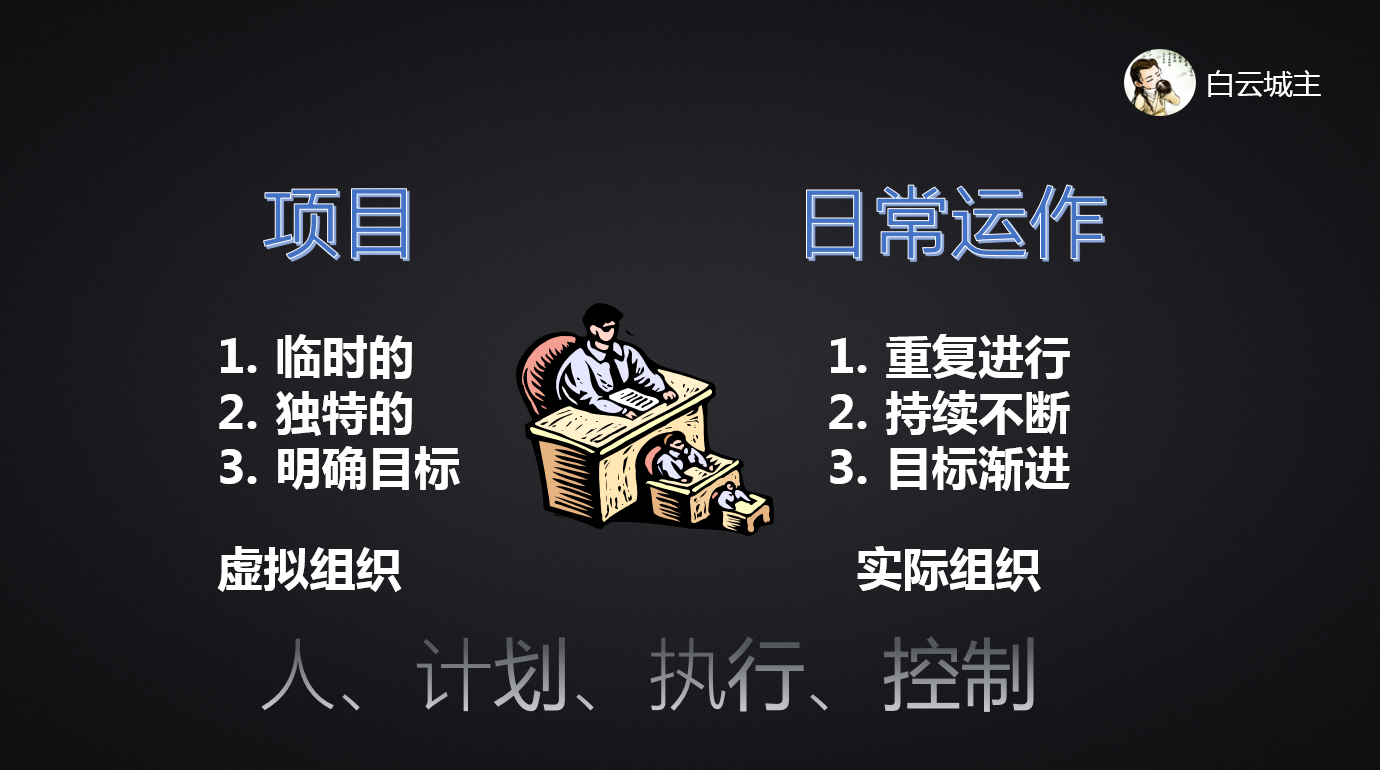 白云城主
项目
1. 临时的
2. 独特的
3. 明确目标
虚拟组织
日常运作
1. 重复进行
2. 持续不断
3. 目标渐进
实际组织
人、计划、执行、控制